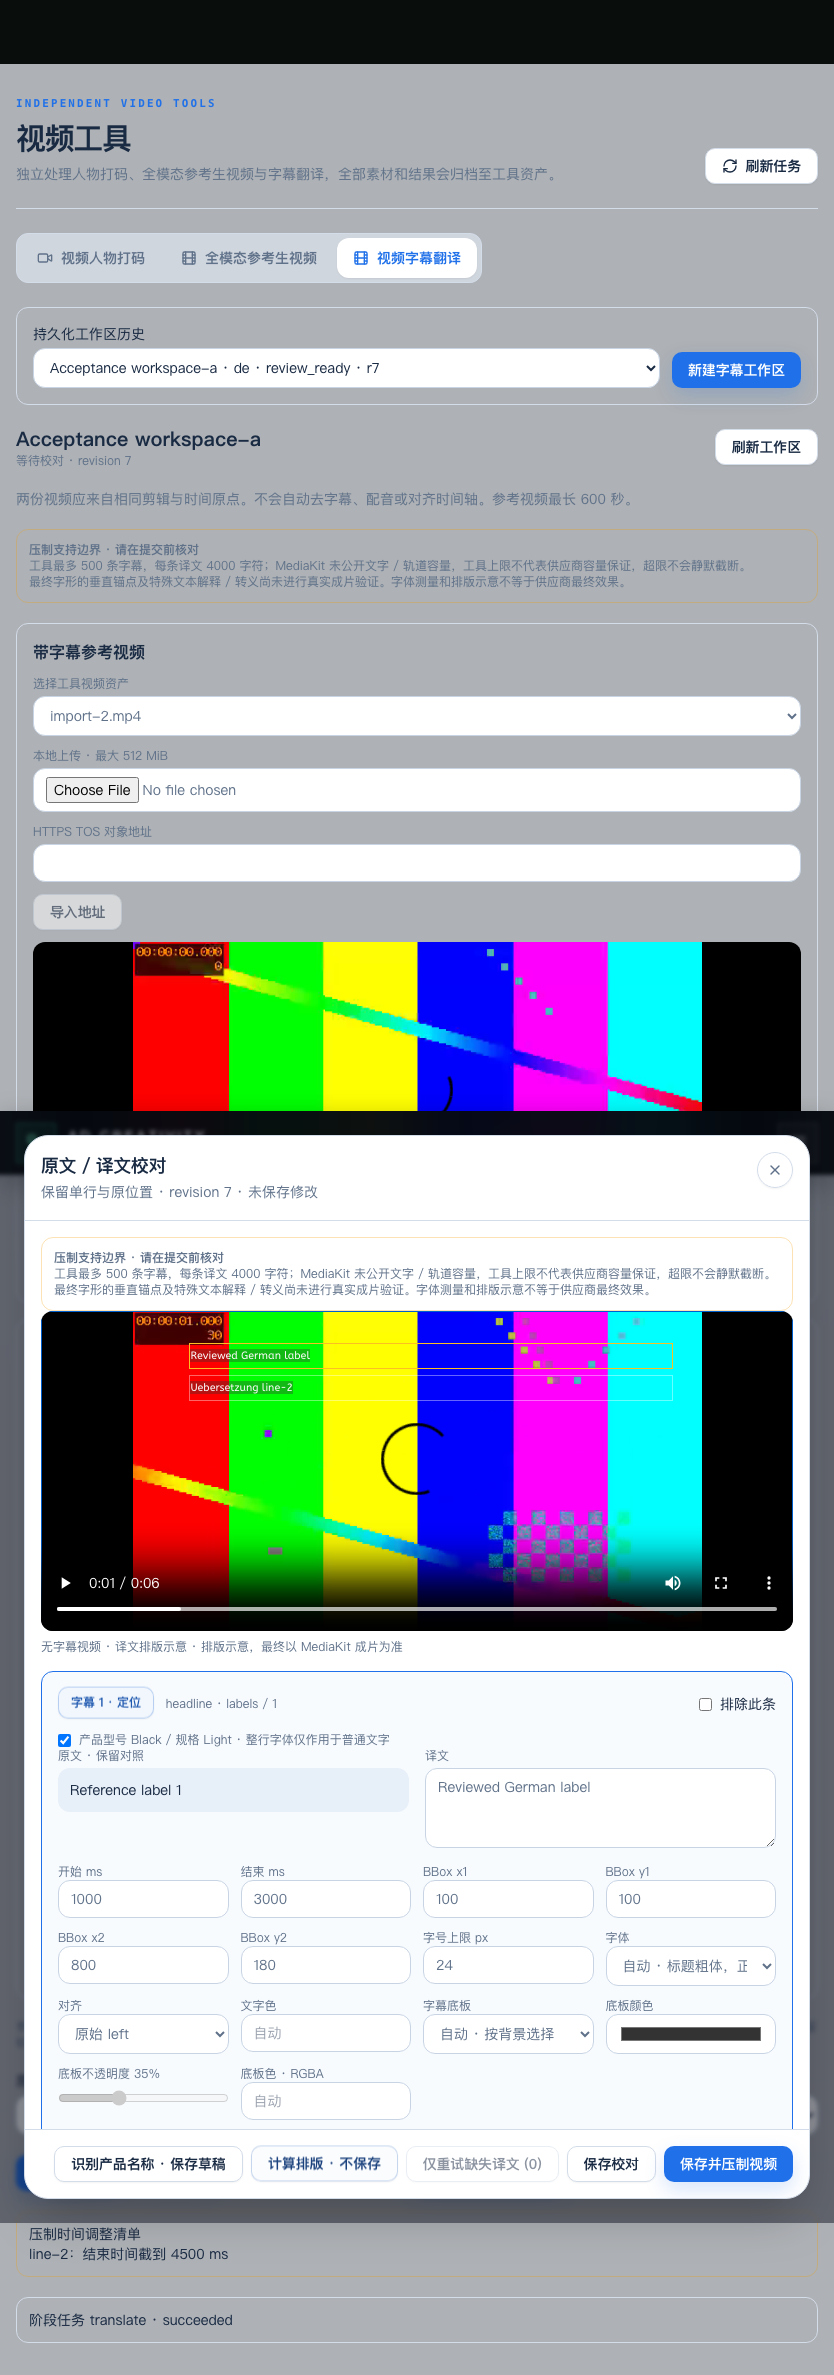 INDEPENDENT VIDEO TOOLS
视频工具
独立处理人物打码、全模态参考生视频与字幕翻译，全部素材和结果会归档至工具资产。
刷新任务
视频人物打码
全模态参考生视频
视频字幕翻译
持久化工作区历史
Acceptance workspace-a · de · review_ready · r7
新建字幕工作区
Acceptance workspace-a
等待校对 · revision 7
刷新工作区
两份视频应来自相同剪辑与时间原点。不会自动去字幕、配音或对齐时间轴。参考视频最长 600 秒。
压制支持边界 · 请在提交前核对
工具最多 500 条字幕，每条译文 4000 字符；MediaKit 未公开文字 / 轨道容量，工具上限不代表供应商容量保证，超限不会静默截断。
最终字形的垂直锚点及特殊文本解释 / 转义尚未进行真实成片验证。字体测量和排版示意不等于供应商最终效果。
带字幕参考视频
选择工具视频资产
import-2.mp4
本地上传 · 最大 512 MiB
Choose File No file chosen
HTTPS TOS 对象地址
导入地址
00:00:00.000
0
AD CREATIVITY
原文 / 译文校对
保留单行与原位置 · revision 7 · 未保存修改
压制支持边界 · 请在提交前核对
工具最多 500 条字幕，每条译文 4000 字符；MediaKit 未公开文字 / 轨道容量，工具上限不代表供应商容量保证，超限不会静默截断。
最终字形的垂直锚点及特殊文本解释 / 转义尚未进行真实成片验证。字体测量和排版示意不等于供应商最终效果。
00:00:01.000
30
Reviewed German label
Uebersetzung line-2
0:01 / 0:06
无字幕视频 · 译文排版示意 · 排版示意，最终以 MediaKit 成片为准
字幕 1 · 定位
headline · labels / 1
排除此条
产品型号 Black / 规格 Light · 整行字体仅作用于普通文字
原文 · 保留对照
译文
Reference label 1
Reviewed German label
开始 ms
结束 ms
BBox x1
BBox y1
1000
3000
100
100
BBox x2
BBox y2
字号上限 px
字体
800
180
24
自动 · 标题粗体，正
对齐
文字色
字幕底板
底板颜色
原始 left
自动
自动 · 按背景选择
底板不透明度 35%
底板色 · RGBA
自动
识别产品名称 · 保存草稿
计算排版 · 不保存
仅重试缺失译文 (0)
保存校对
保存并压制视频
压制时间调整清单
line-2：结束时间截到 4500 ms
阶段任务 translate · succeeded